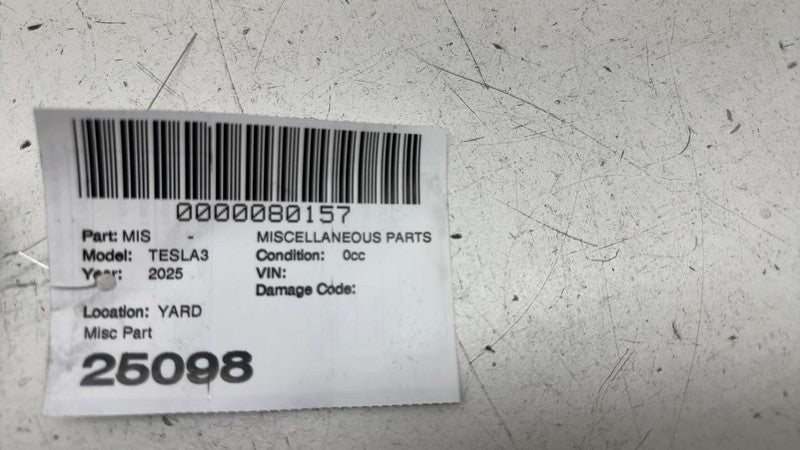 0000080157
Part: MIS - MISCELLANEOUS PARTS
Model: TESLA3 Condition: 0cc
Year: 2025 VIN:
Damage Code:
Location: YARD
Misc Part
25098